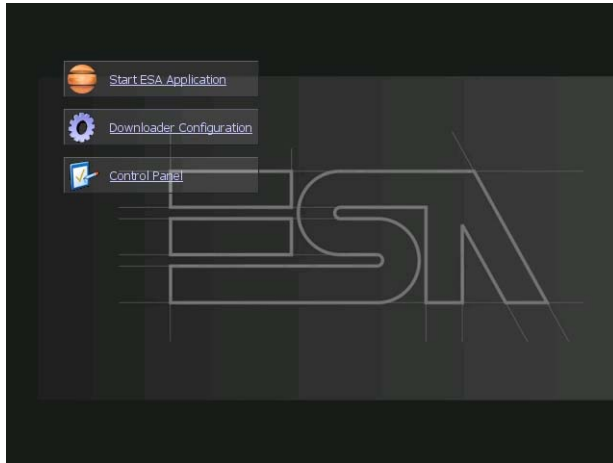 Start ESA Application
Downloader Configuration
Control Panel
ESA